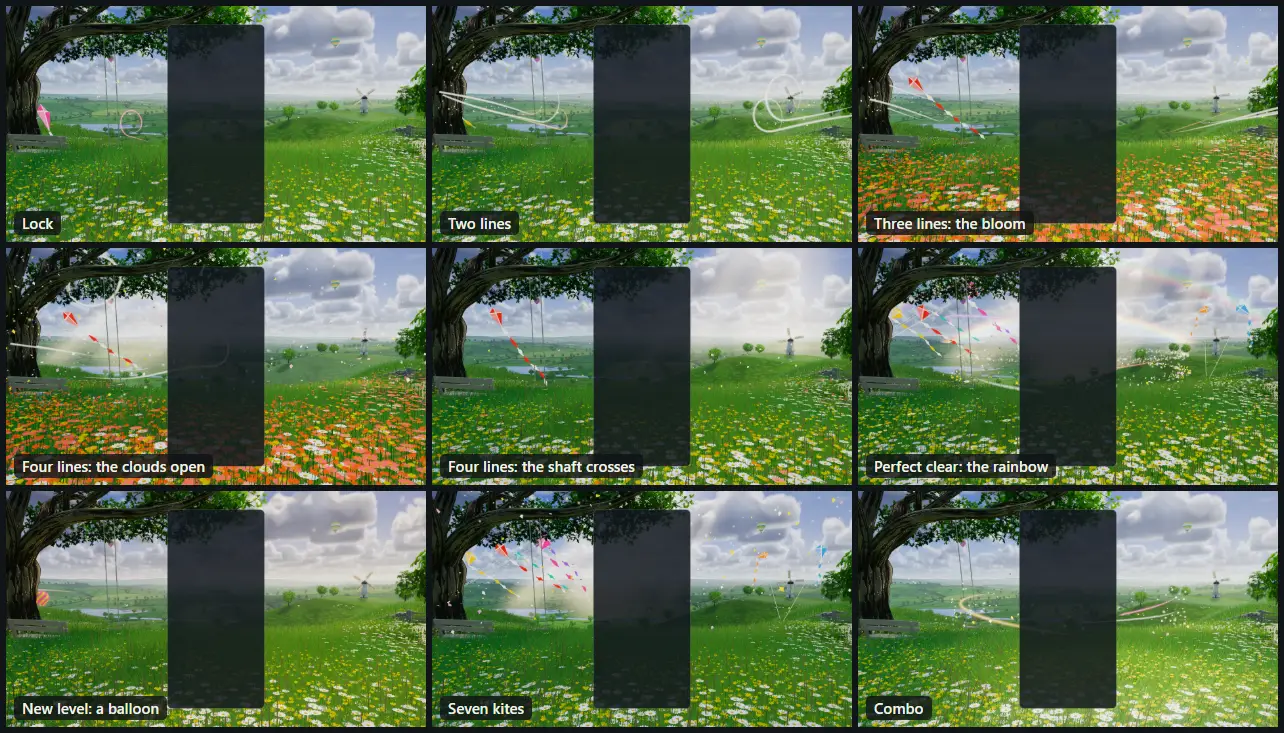 Lock
Two lines
Three lines: the bloom
Four lines: the clouds open
Four lines: the shaft crosses
Perfect clear: the rainbow
New level: a balloon
Seven kites
Combo